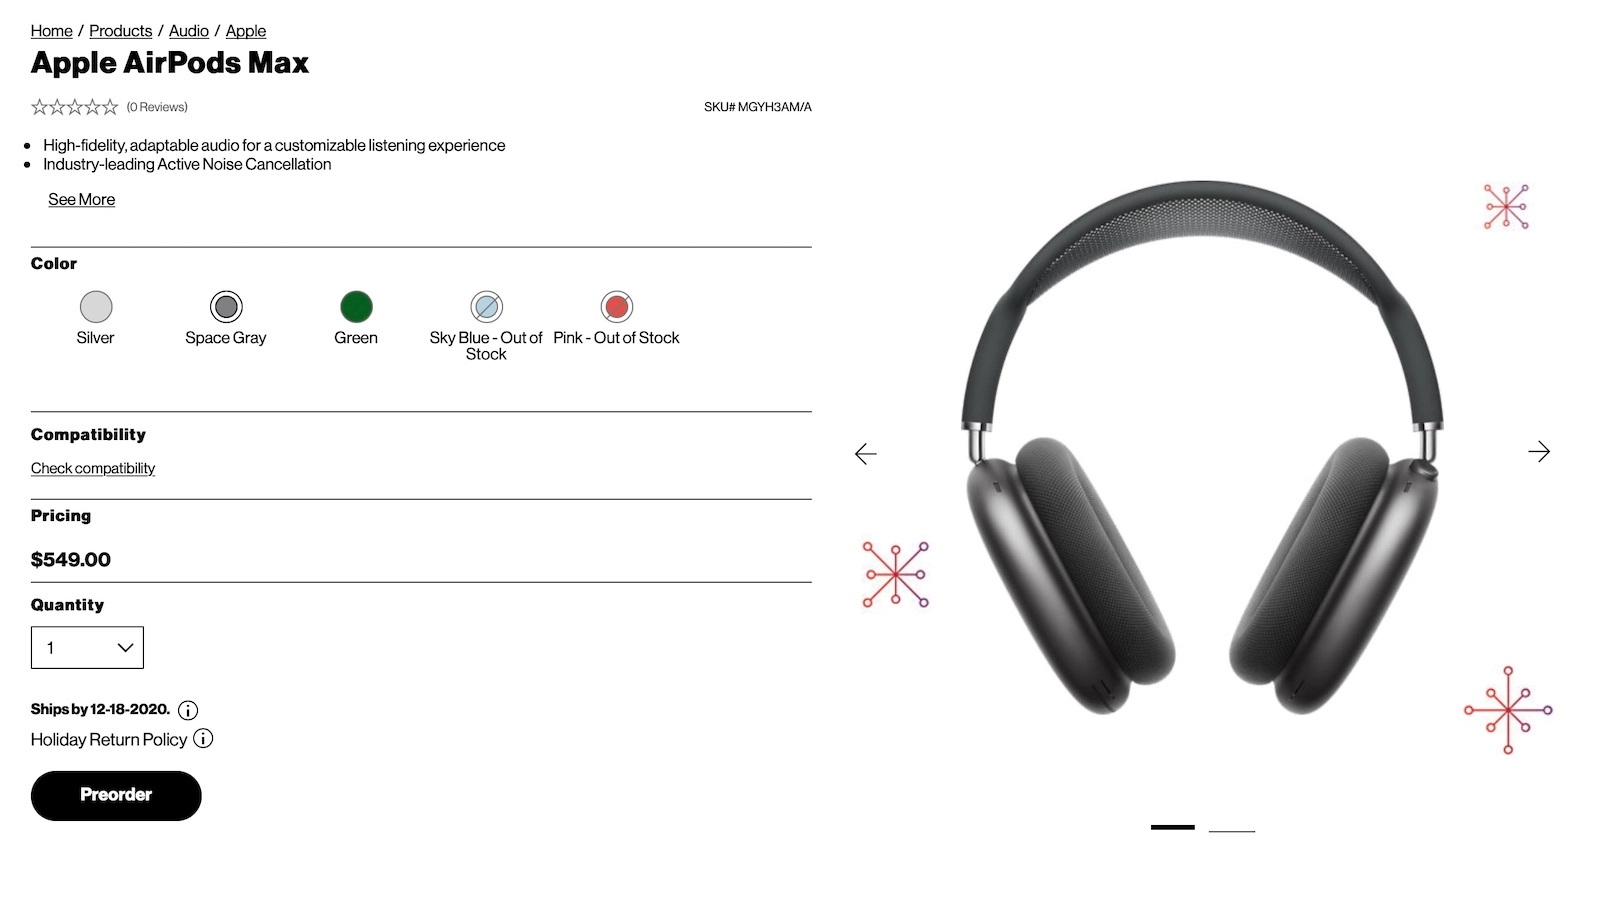 Home / Products / Audio / Apple
Apple AirPods Max
(0 Reviews)
SKU# MGYH3AM/A
High-fidelity, adaptable audio for a customizable listening experience
Industry-leading Active Noise Cancellation
See More
Color
Silver
Space Gray
Green
Sky Blue - Out of
Stock
Pink - Out of Stock
Compatibility
Check compatibility
Pricing
$549.00
Quantity
1
Ships by 12-18-2020.
Holiday Return Policy
Preorder